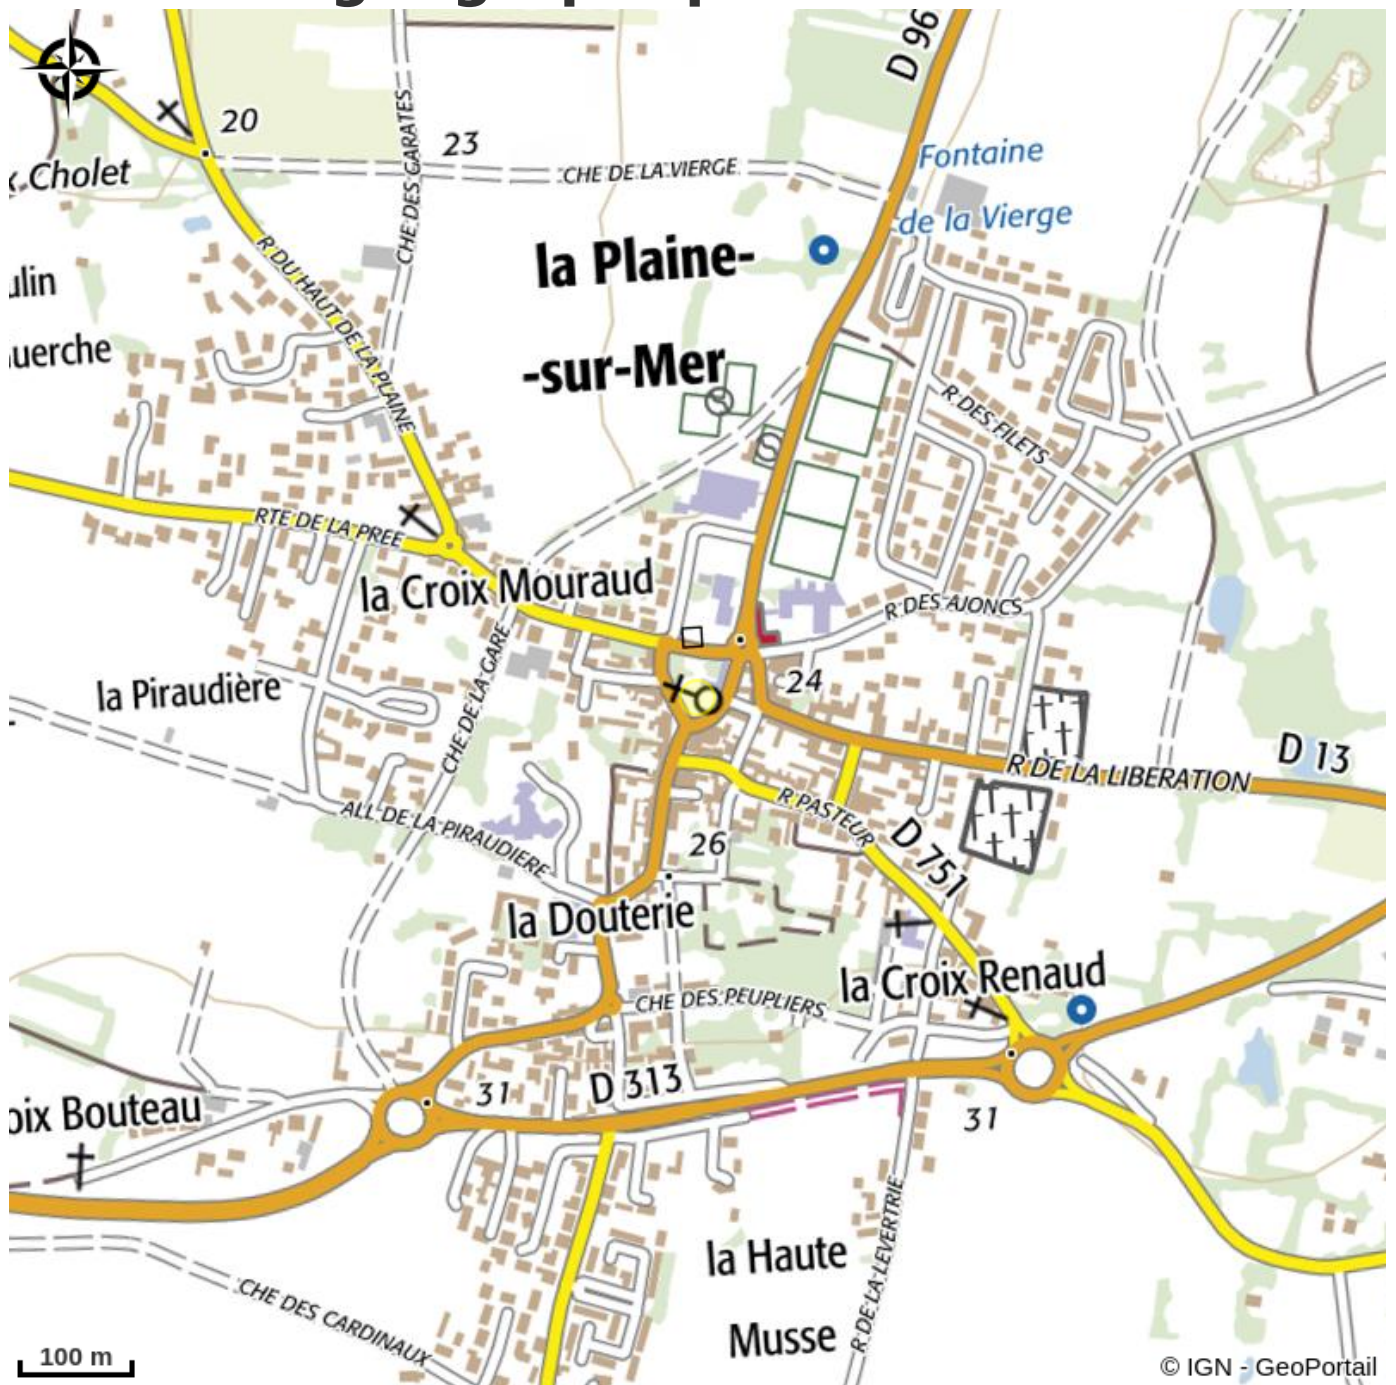 D 96
20
23
CHE DES GARATES
Fontaine
CHE DE LA VIERGE
Cholet
de la Vierge
R DU HAUT DE LA PLAINE
la Plaine-
-sur-Mer
R DES FILETS
RTE DE LA PREE
la Croix Mouraud
R DES AJONCS
24
la Piraudière
CHE DE LA GARE
D 13
R DE LA LIBERATION
ALL DE LA PIRAUDIERE
R PASTEUR
26
D 751
la Douterie
la Croix Renaud
CHE DES PEUPLIERS
31
D 313
oix Bouteau
31
R DE LA LEVERTRIE
la Haute
Musse
CHE DES CARDINAUX
100 m
© IGN - GeoPortail